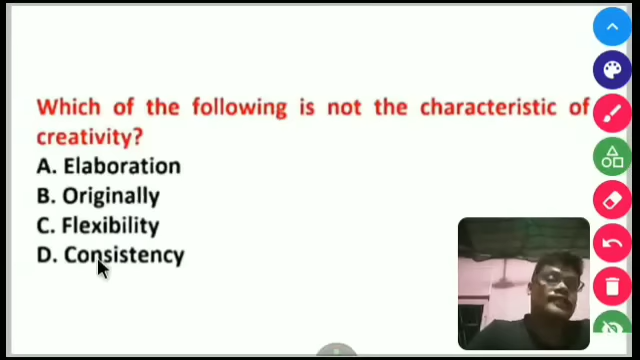 Which of the following is not the characteristic of
creativity?
A. Elaboration
B. Originally
C. Flexibility
D. Consistency